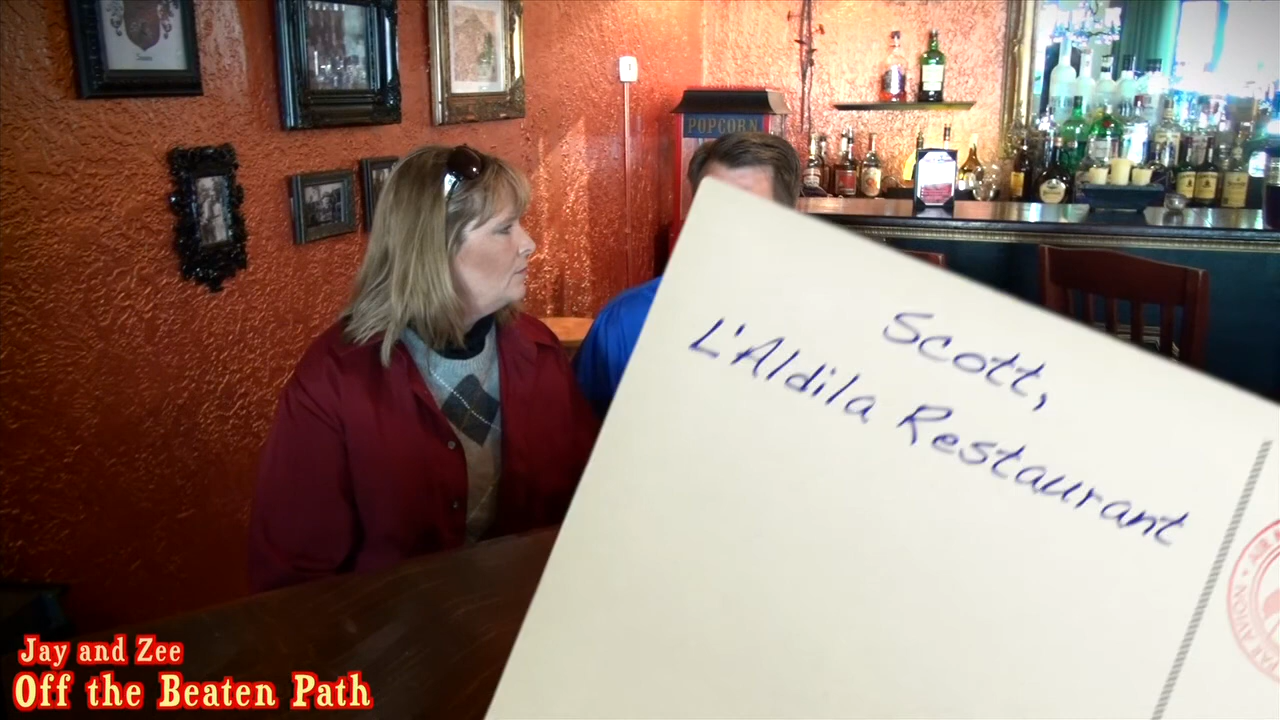 POPCORN
Scott,
L'Aldila Restaurant
Jay and Zee
Off the Beaten Path